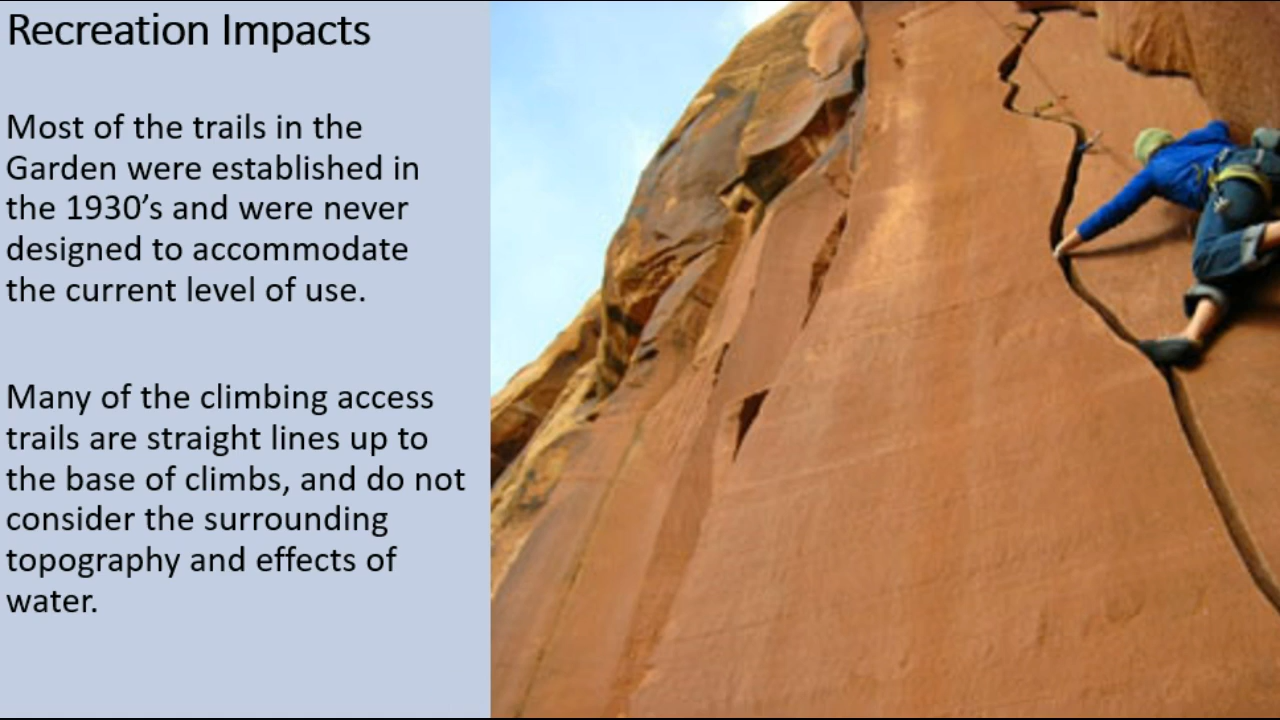 Recreation Impacts
Most of the trails in the
Garden were established in
the 1930’s and were never
designed to accommodate
the current level of use.
Many of the climbing access
trails are straight lines up to
the base of climbs, and do not
consider the surrounding
topography and effects of
water.